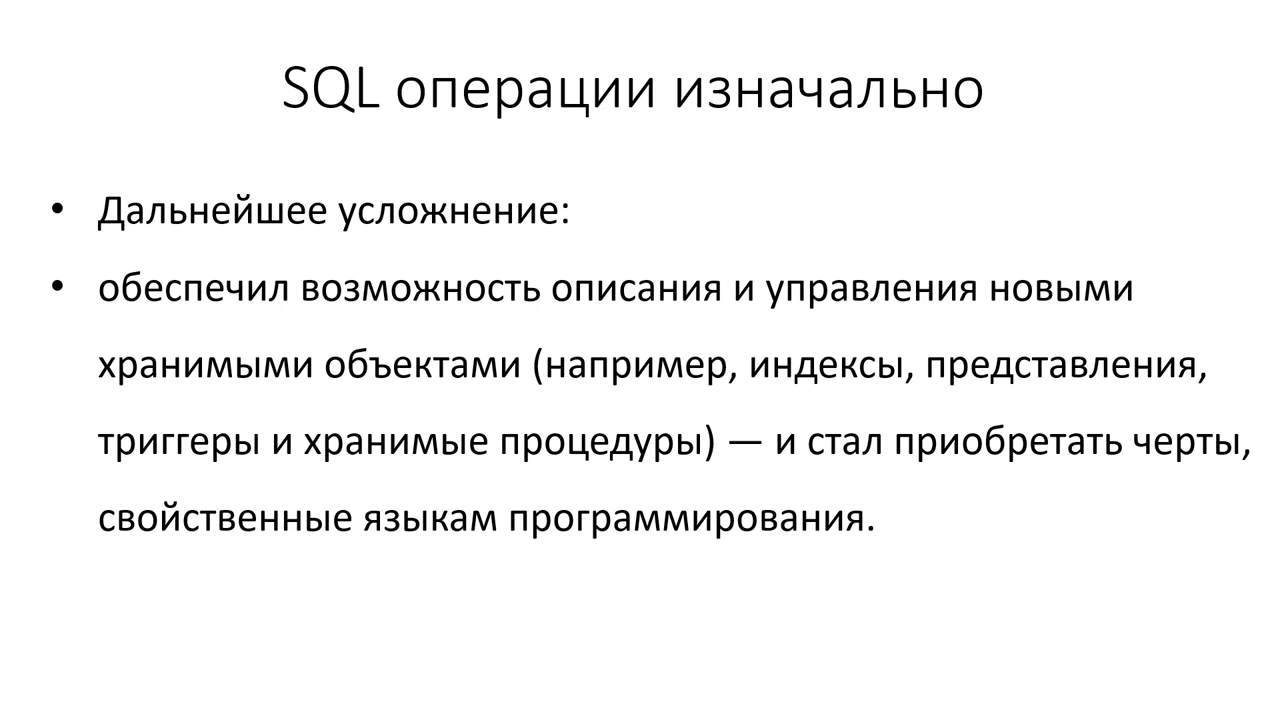 SQL операции изначально
• Дальнейшее усложнение:
• обеспечил возможность описания и управления новыми
хранимыми объектами (например, индексы, представления,
триггеры и хранимые процедуры) — и стал приобретать черты,
свойственные языкам программирования.